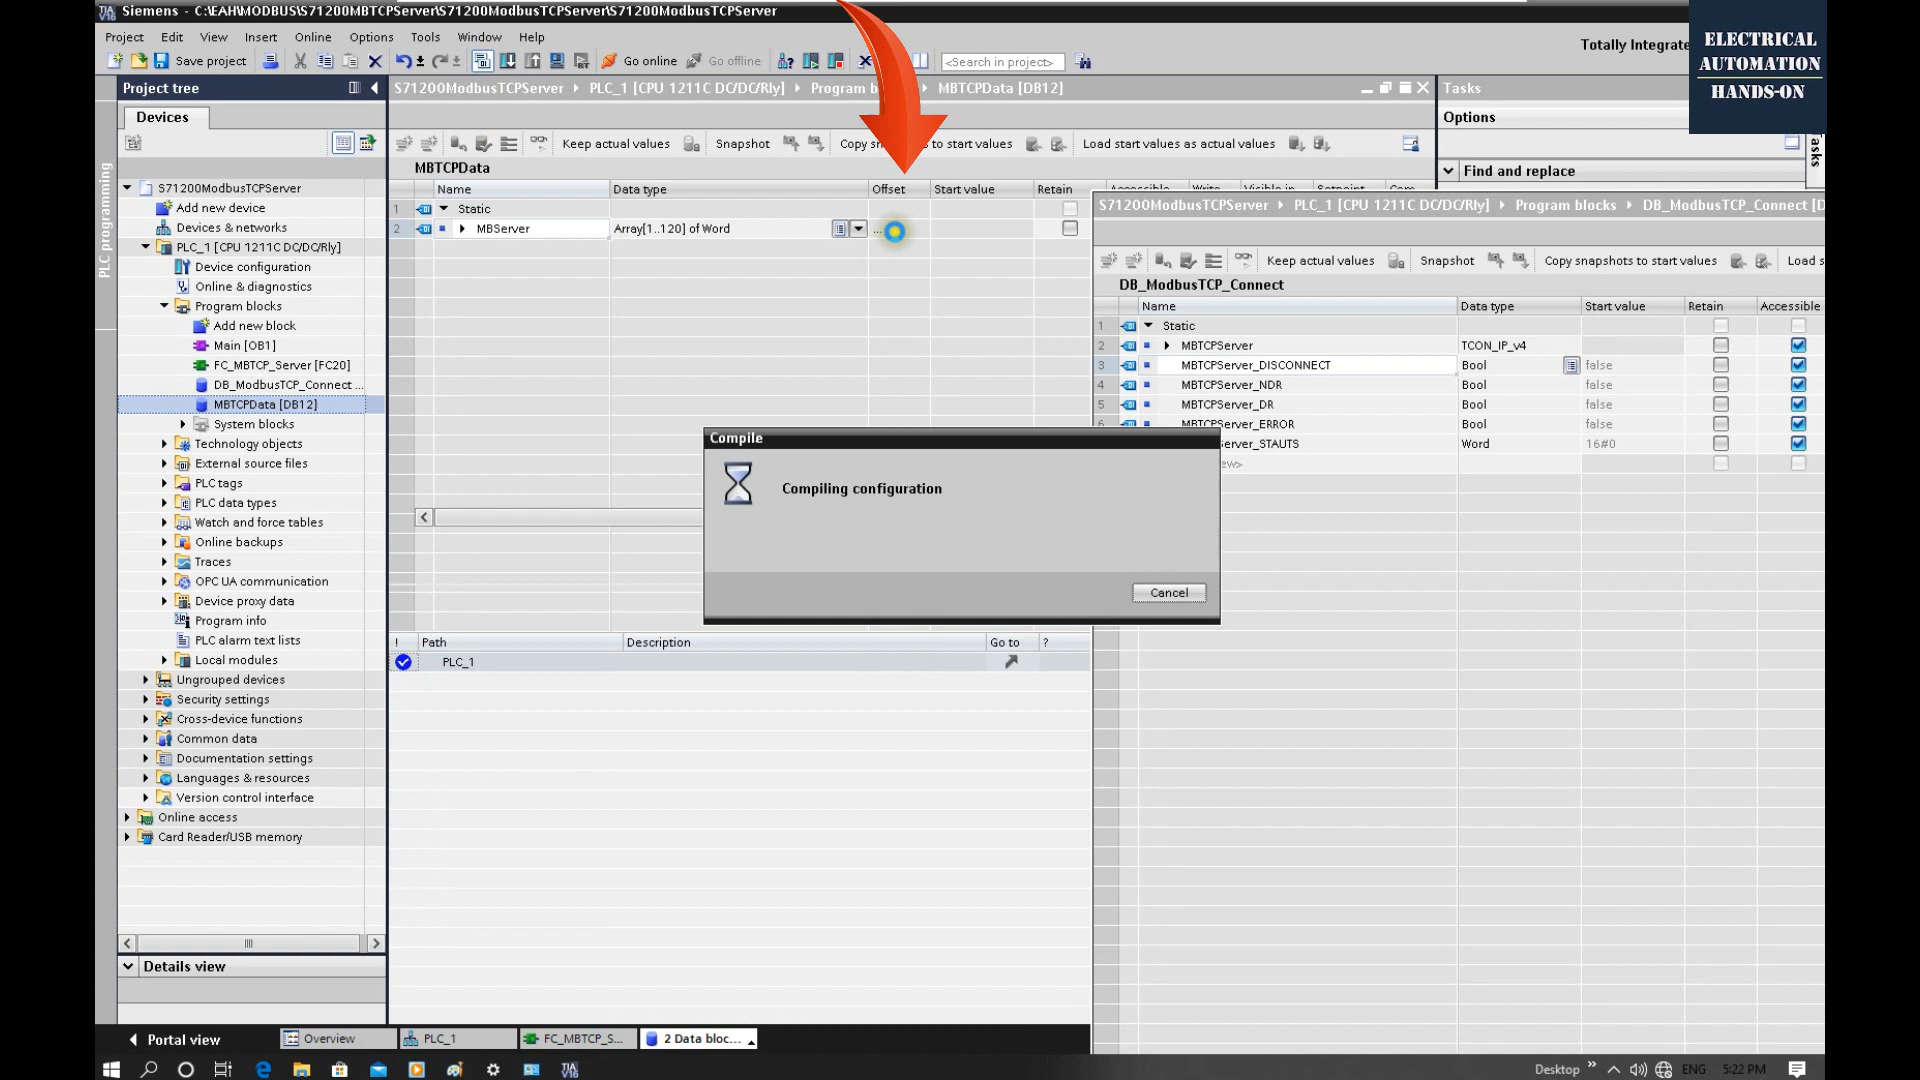 Siemens - C:\EAH\MODBUS\S71200MBTCPServer\S71200ModbusTCPServer\S71200ModbusTCPServer
Project Edit View Insert Online Options Tools Window Help
Totally Integrate
ELECTRICAL
AUTOMATION
HANDS-ON
Save project Go online Go offline <Search in project>
Project tree
S71200ModbusTCPServer PLC_1 [CPU 1211C DC/DC/Rly] Program b MBTCPData [DB12]
Tasks
Devices
Options
Tasks
Keep actual values Snapshot Copy s to start values Load start values as actual values
MBTCPData
Find and replace
PLC programming
Name Data type Offset Start value Retain
1 Static
2 MBServer Array[1..120] of Word ...
S71200ModbusTCPServer
Add new device
Devices & networks
PLC_1 [CPU 1211C DC/DC/Rly]
Device configuration
Online & diagnostics
Program blocks
Add new block
Main [OB1]
FC_MBTCP_Server [FC20]
DB_ModbusTCP_Connect ...
MBTCPData [DB12]
System blocks
Technology objects
External source files
PLC tags
PLC data types
Watch and force tables
Online backups
Traces
OPC UA communication
Device proxy data
Program info
PLC alarm text lists
Local modules
Ungrouped devices
Security settings
Cross-device functions
Common data
Documentation settings
Languages & resources
Version control interface
Online access
Card Reader/USB memory
Details view
S71200ModbusTCPServer PLC_1 [CPU 1211C DC/DC/Rly] Program blocks DB_ModbusTCP_Connect [D
Keep actual values Snapshot Copy snapshots to start values Load s
DB_ModbusTCP_Connect
Name Data type Start value Retain Accessible
1 Static
2 MBTCPServer TCON_IP_v4
3 MBTCPServer_DISCONNECT Bool false
4 MBTCPServer_NDR Bool false
5 MBTCPServer_DR Bool false
6 MBTCPServer_ERROR Bool false
Server_STAUTS Word 16#0
ew>
Compile
Compiling configuration
Cancel
! Path Description Go to ?
PLC_1
Portal view Overview PLC_1 FC_MBTCP_S... 2 Data bloc...
Desktop » ENG 5:22 PM